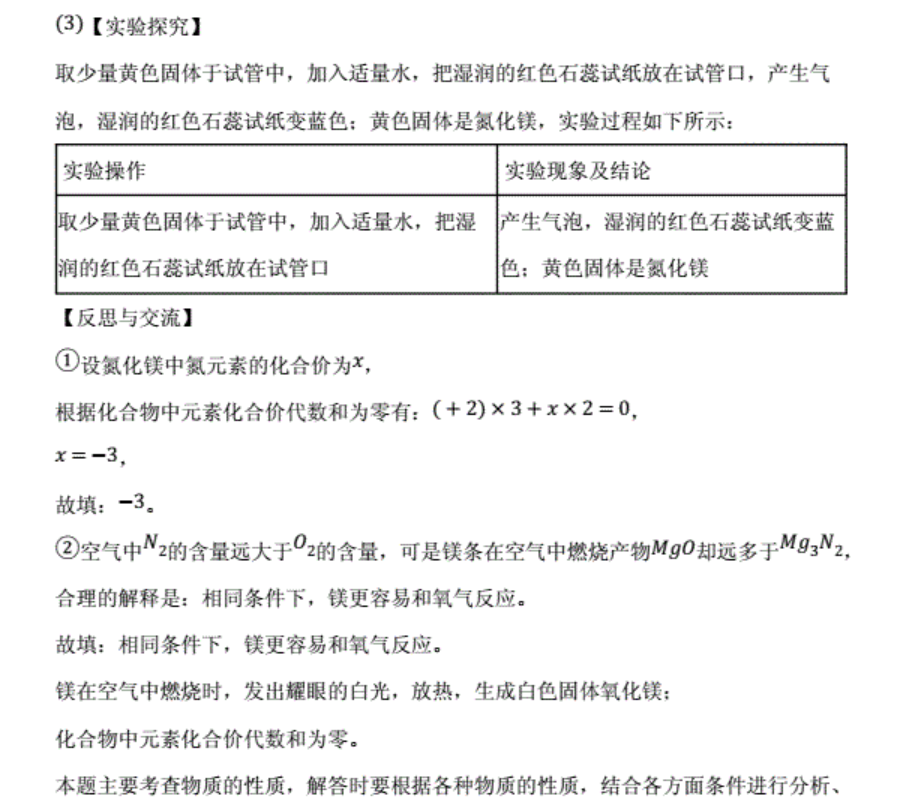 (3)【实验探究】
取少量黄色固体于试管中，加入适量水，把湿润的红色石蕊试纸放在试管口，产生气
泡，湿润的红色石蕊试纸变蓝色；黄色固体是氮化镁，实验过程如下所示：
实验操作 实验现象及结论
取少量黄色固体于试管中，加入适量水，把湿 产生气泡，湿润的红色石蕊试纸变蓝
润的红色石蕊试纸放在试管口 色；黄色固体是氮化镁
【反思与交流】
①设氮化镁中氮元素的化合价为x，
根据化合物中元素化合价代数和为零有：(+2)×3+x×2=0，
x=−3，
故填：−3。
②空气中N₂的含量远大于O₂的含量，可是镁条在空气中燃烧产物MgO却远多于Mg₃N₂，
合理的解释是：相同条件下，镁更容易和氧气反应。
故填：相同条件下，镁更容易和氧气反应。
镁在空气中燃烧时，发出耀眼的白光，放热，生成白色固体氧化镁；
化合物中元素化合价代数和为零。
本题主要考查物质的性质，解答时要根据各种物质的性质，结合各方面条件进行分析、